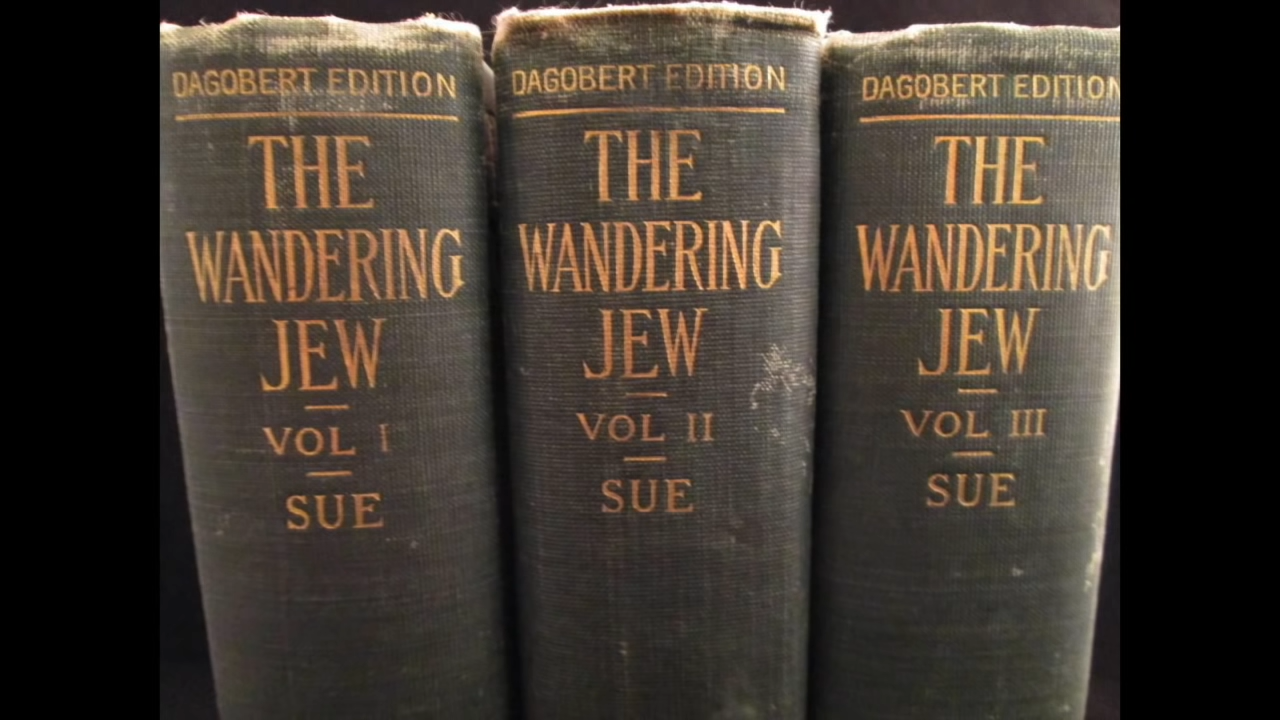 DAGOBERT EDITION
THE
WANDERING
JEW
VOL I
SUE
DAGOBERT EDITION
THE
WANDERING
JEW
VOL II
SUE
DAGOBERT EDITION
THE
WANDERING
JEW
VOL III
SUE